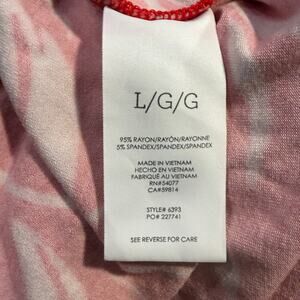 L/G/G
95% RAYON/RAYÓN/RAYONNE
5% SPANDEX/SPANDEX/SPANDEX
MADE IN VIETNAM
HECHO EN VIETNAM
FABRIQUÉ AU VIETNAM
RN#54077
CA#59814
STYLE# 6393
PO# 227741
SEE REVERSE FOR CARE